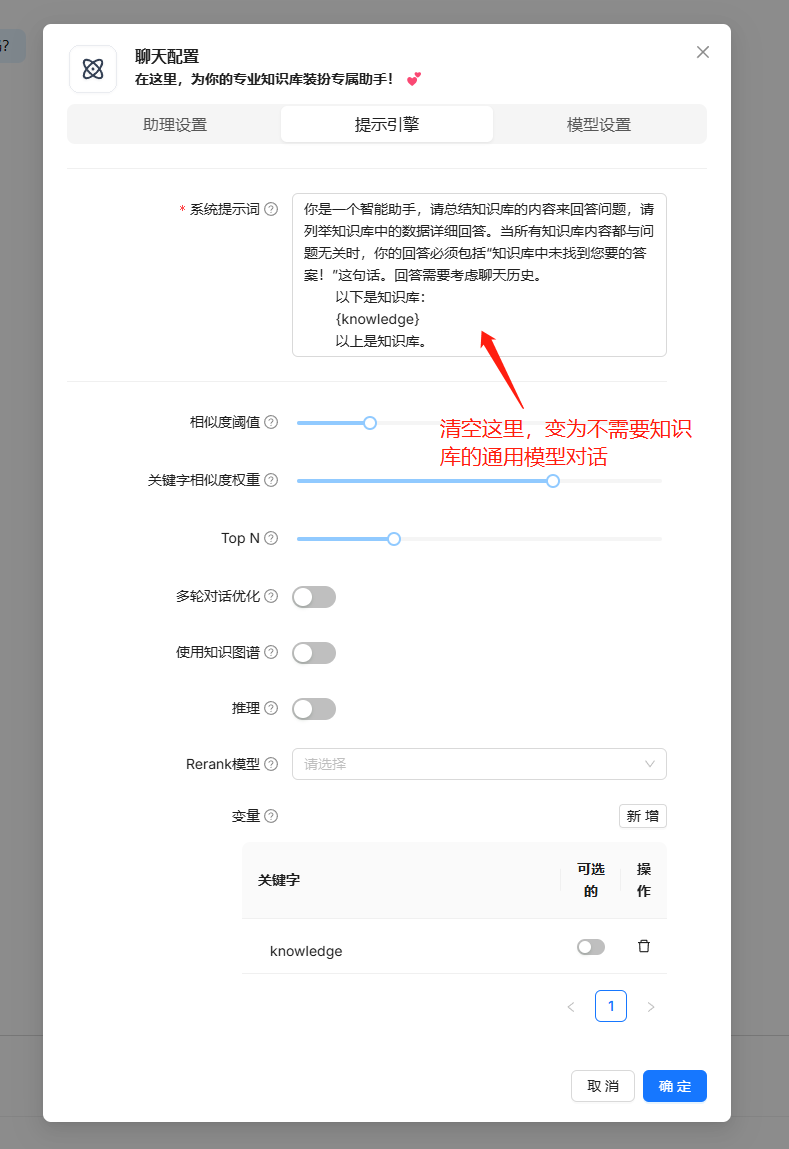 ?
聊天配置
在这里，为你的专业知识库装扮专属助手！ 💕
助理设置 提示引擎 模型设置
* 系统提示词
你是一个智能助手，请总结知识库的内容来回答问题，请
列举知识库中的数据详细回答。当所有知识库内容都与问
题无关时，你的回答必须包括“知识库中未找到您要的答
案！”这句话。回答需要考虑聊天历史。
以下是知识库：
{knowledge}
以上是知识库。
相似度阈值
清空这里，变为不需要知识
库的通用模型对话
关键字相似度权重
Top N
多轮对话优化
使用知识图谱
推理
Rerank模型 请选择
变量 新 增
关键字 可选的 操作
knowledge
< 1 >
取 消 确 定